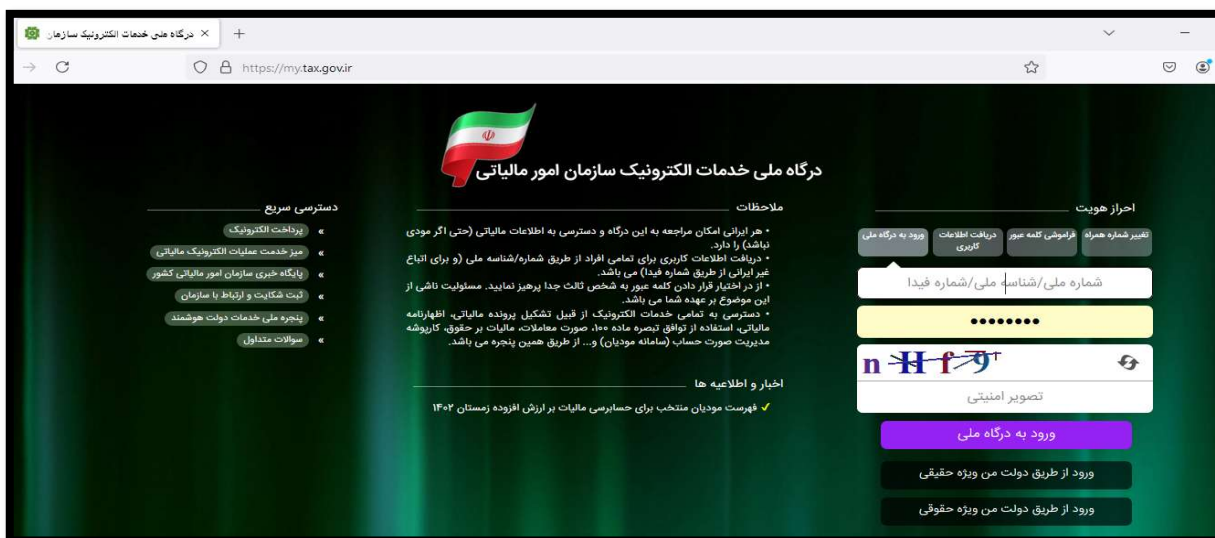 درگاه ملی خدمات الکترونیک سازمان
https://my.tax.gov.ir
درگاه ملی خدمات الکترونیک سازمان امور مالیاتی
احراز هویت
تغییر شماره همراه
فراموشی کلمه عبور
دریافت اطلاعات کاربری
ورود به درگاه ملی
شماره ملی/شناسه ملی/شماره فیدا
n H f 9
تصویر امنیتی
ورود به درگاه ملی
ورود از طریق دولت من ویژه حقیقی
ورود از طریق دولت من ویژه حقوقی
ملاحظات
• هر ایرانی امکان مراجعه به این درگاه و دسترسی به اطلاعات مالیاتی (حتی اگر مودی
نباشد) را دارد.
• دریافت اطلاعات کاربری برای تمامی افراد از طریق شماره/شناسه ملی (و برای اتباع
غیر ایرانی از طریق شماره فیدا) می باشد.
• از در اختیار قرار دادن کلمه عبور به شخص ثالث جدا پرهیز نمایید. مسئولیت ناشی از
این موضوع بر عهده شما می باشد.
• دسترسی به تمامی خدمات الکترونیک از قبیل تشکیل پرونده مالیاتی، اظهارنامه
مالیاتی، استفاده از توافق تبصره ماده ۱۰۰، صورت معاملات، مالیات بر حقوق، کارپوشه
مدیریت صورت حساب (سامانه مودیان) و... از طریق همین پنجره می باشد.
اخبار و اطلاعیه ها
✓ فهرست مودیان منتخب برای حسابرسی مالیات بر ارزش افزوده زمستان ۱۴۰۲
دسترسی سریع
» پرداخت الکترونیک
» میز خدمت عملیات الکترونیک مالیاتی
» پایگاه خبری سازمان امور مالیاتی کشور
» ثبت شکایت و ارتباط با سازمان
» پنجره ملی خدمات دولت هوشمند
» سوالات متداول